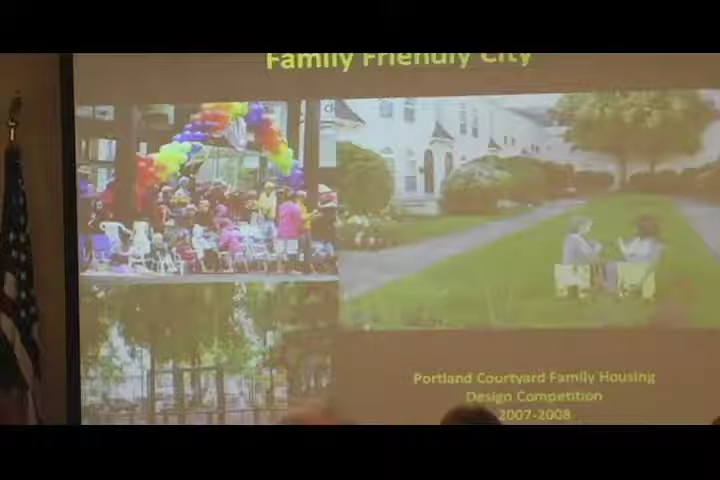 Family Friendly City
Portland Courtyard Family Housing
Design Competition
2007-2008